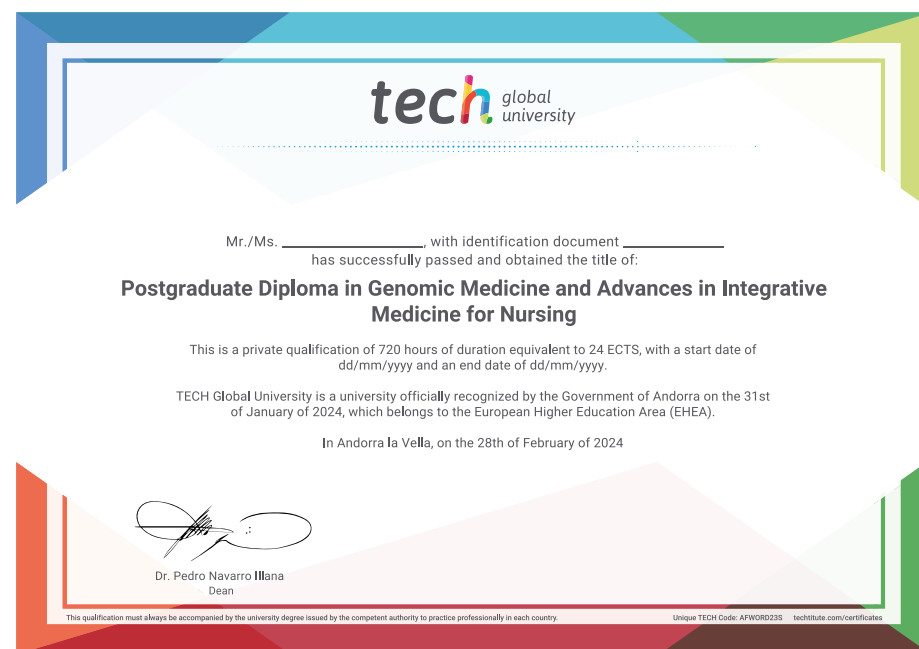 tech global university
Mr./Ms. ____________________, with identification document ______________
has successfully passed and obtained the title of:
Postgraduate Diploma in Genomic Medicine and Advances in Integrative
Medicine for Nursing
This is a private qualification of 720 hours of duration equivalent to 24 ECTS, with a start date of
dd/mm/yyyy and an end date of dd/mm/yyyy.
TECH Global University is a university officially recognized by the Government of Andorra on the 31st
of January of 2024, which belongs to the European Higher Education Area (EHEA).
In Andorra la Vella, on the 28th of February of 2024
Dr. Pedro Navarro Illana
Dean
This qualification must always be accompanied by the university degree issued by the competent authority to practice professionally in each country. Unique TECH Code: AFWORD23S techtitute.com/certificates